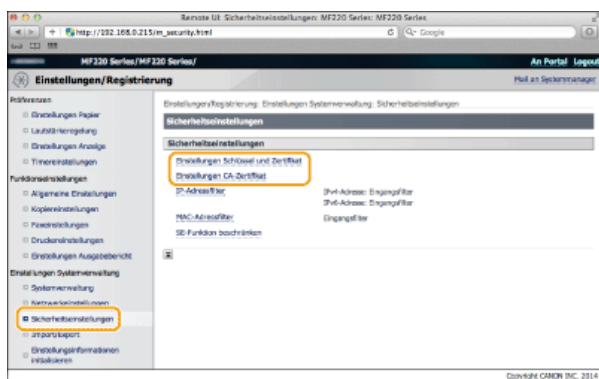 Remote UI: Sicherheitseinstellungen: MF220 Series: MF220 Series
http://192.168.0.215/m_security.html
Google
MF220 Series/MF220 Series/
An Portal Logout
Einstellungen/Registrierung
Mail an Systemmanager
Präferenzen
Einstellungen Papier
Lautstärkeregelung
Einstellungen Anzeige
Timereinstellungen
Funktionseinstellungen
Allgemeine Einstellungen
Kopiereinstellungen
Faxeinstellungen
Druckereinstellungen
Einstellungen Ausgabebericht
Einstellungen Systemverwaltung
Systemverwaltung
Netzwerkeinstellungen
Sicherheitseinstellungen
Import/Export
Einstellungsinformationen
initialisieren
Einstellungen/Registrierung: Einstellungen Systemverwaltung: Sicherheitseinstellungen
Sicherheitseinstellungen
Sicherheitseinstellungen
Einstellungen Schlüssel und Zertifikat
Einstellungen CA-Zertifikat
IP-Adressfilter
IPv4-Adresse: Eingangsfilter
IPv6-Adresse: Eingangsfilter
MAC-Adressfilter
Eingangsfilter
SE-Funktion beschränken
Copyright CANON INC. 2014